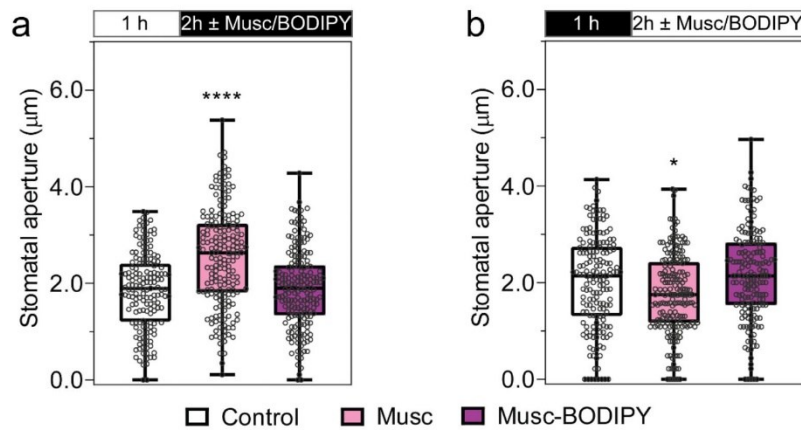 a
1 h 2h ± Musc/BODIPY
Stomatal aperture (μm)
6.0
4.0
2.0
0.0
****
b
1 h 2h ± Musc/BODIPY
Stomatal aperture (μm)
6.0
4.0
2.0
0.0
*
Control Musc Musc-BODIPY